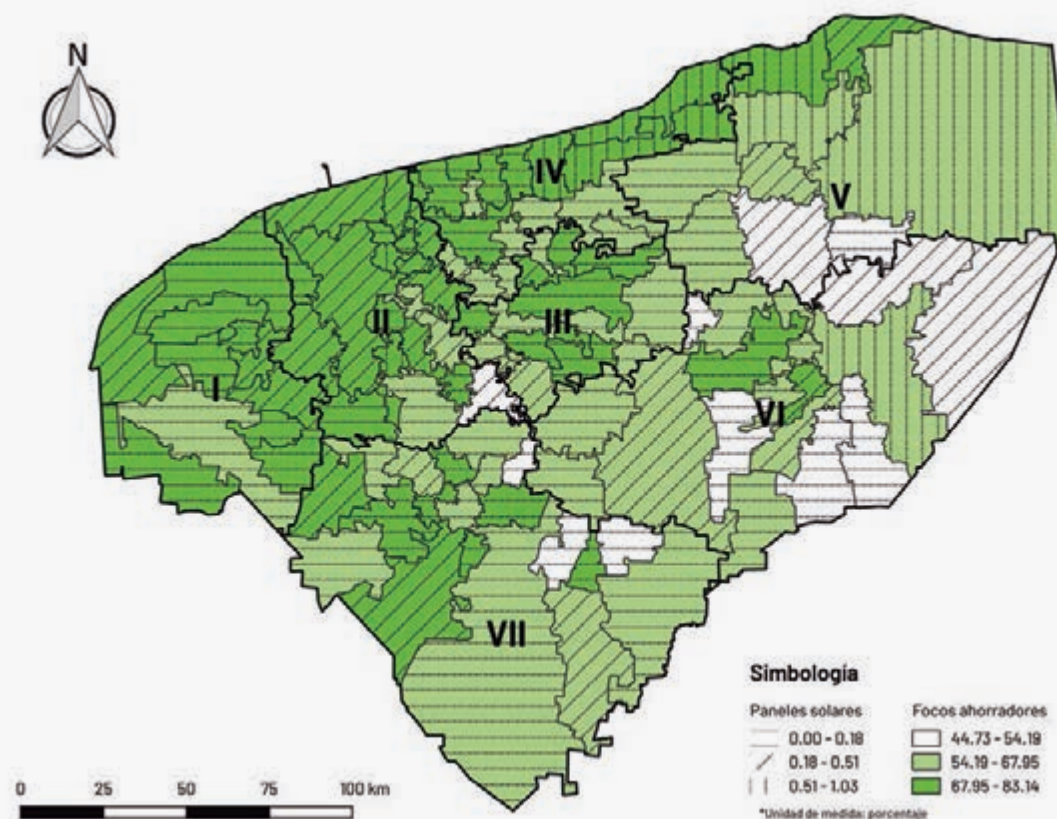 N
IV
V
II
III
I
VI
VII
Simbología
Paneles solares
0.00 - 0.18
0.18 - 0.51
0.51 - 1.03
Focos ahorradores
44.73 - 54.19
54.19 - 67.95
67.95 - 83.14
*Unidad de medida: porcentaje
0 25 50 75 100 km